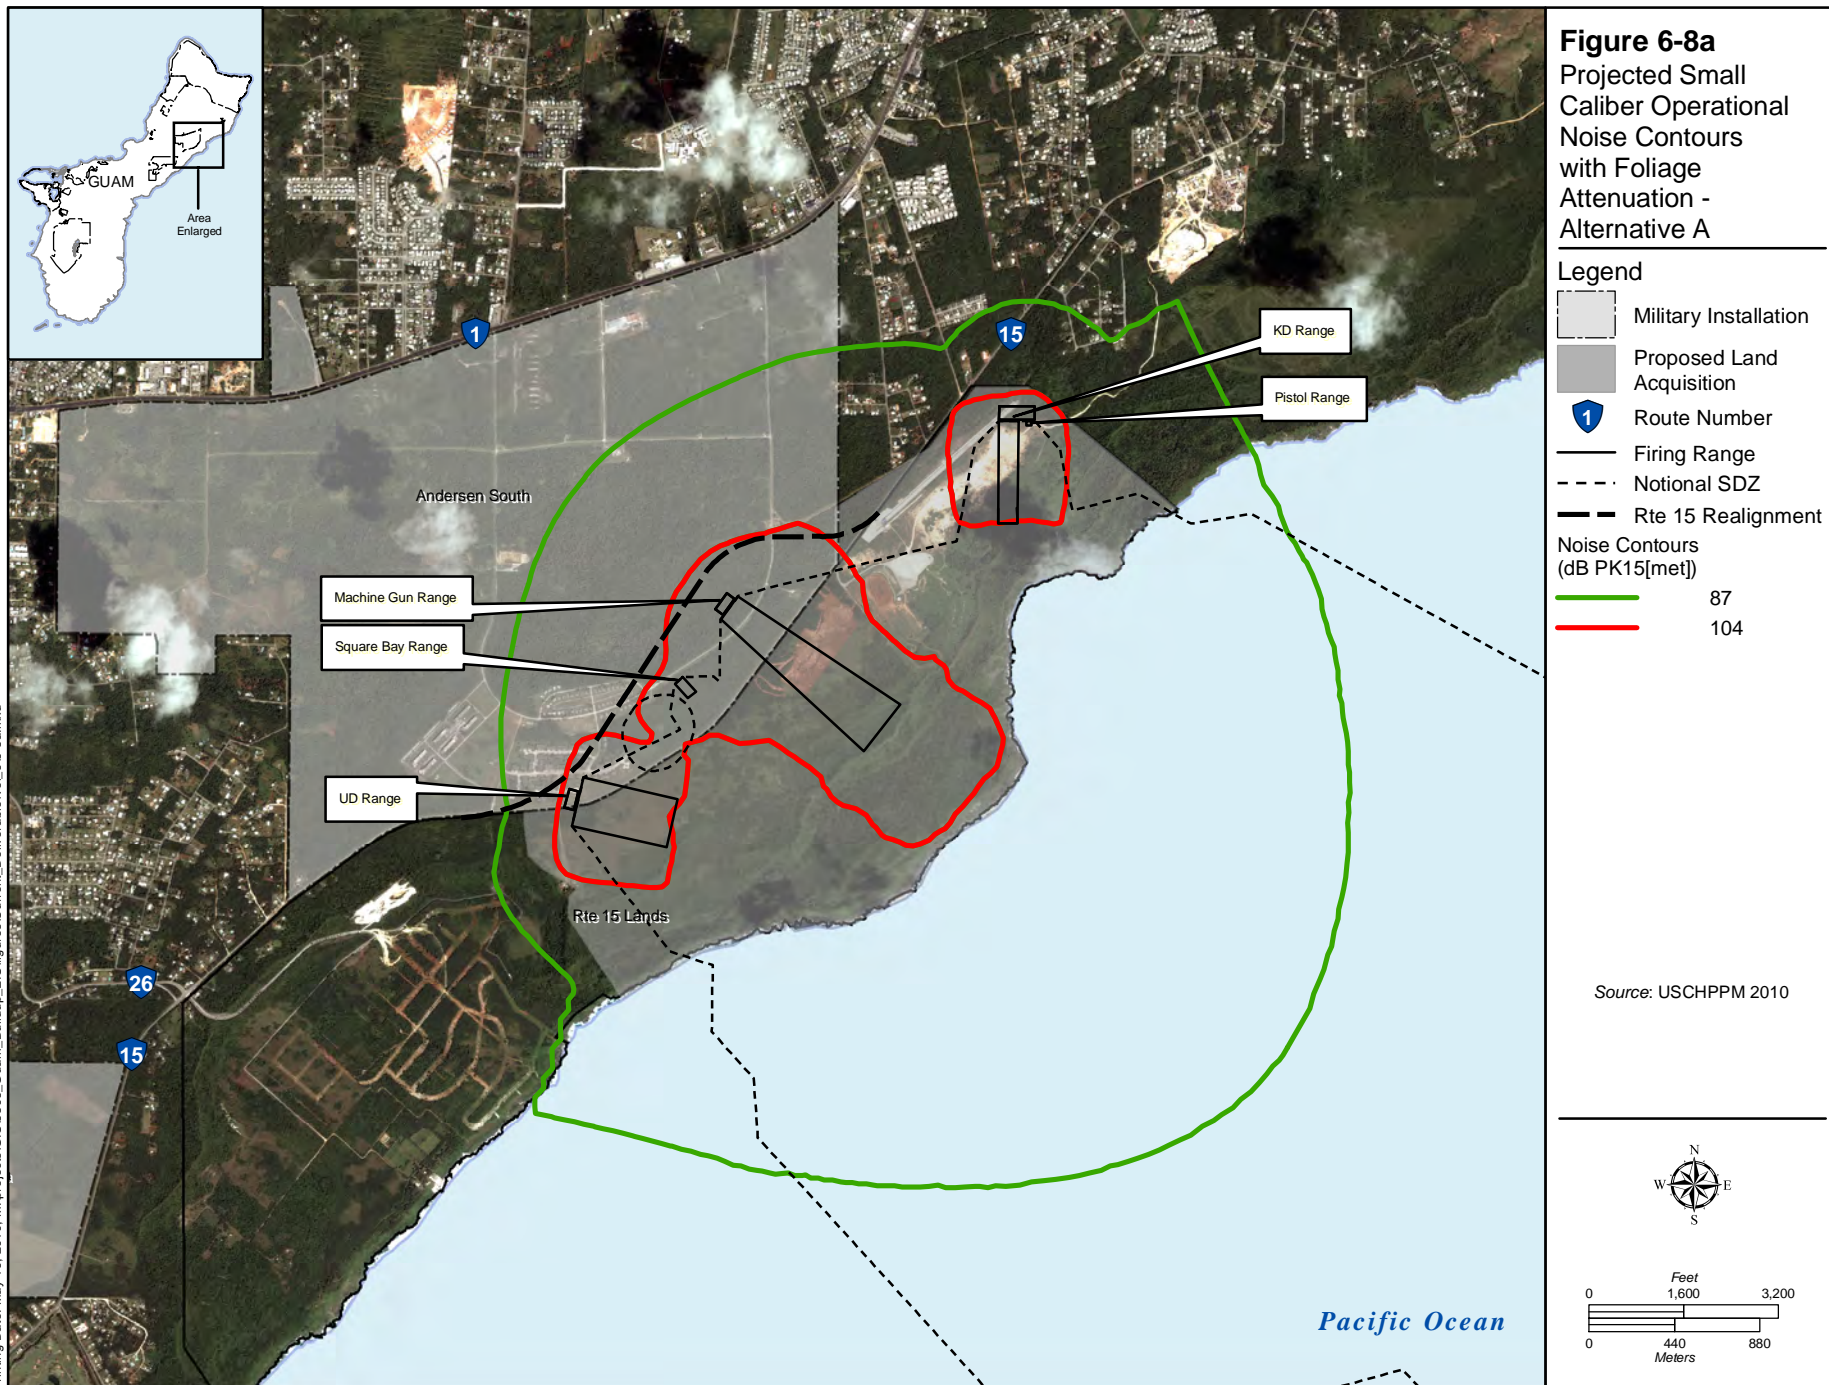 Figure 6-8a
Projected Small
Caliber Operational
Noise Contours
with Foliage
Attenuation -
Alternative A
Legend
Military Installation
Proposed Land
Acquisition
1 Route Number
Firing Range
Notional SDZ
Rte 15 Realignment
Noise Contours
(dB PK15[met])
87
104
Source: USCHPPM 2010
N
W E
S
Feet
0 1,600 3,200
0 440 880
Meters
GUAM
Area
Enlarged
1
15
KD Range
Pistol Range
Andersen South
Machine Gun Range
Square Bay Range
UD Range
Rte 15 Lands
26
15
Pacific Ocean